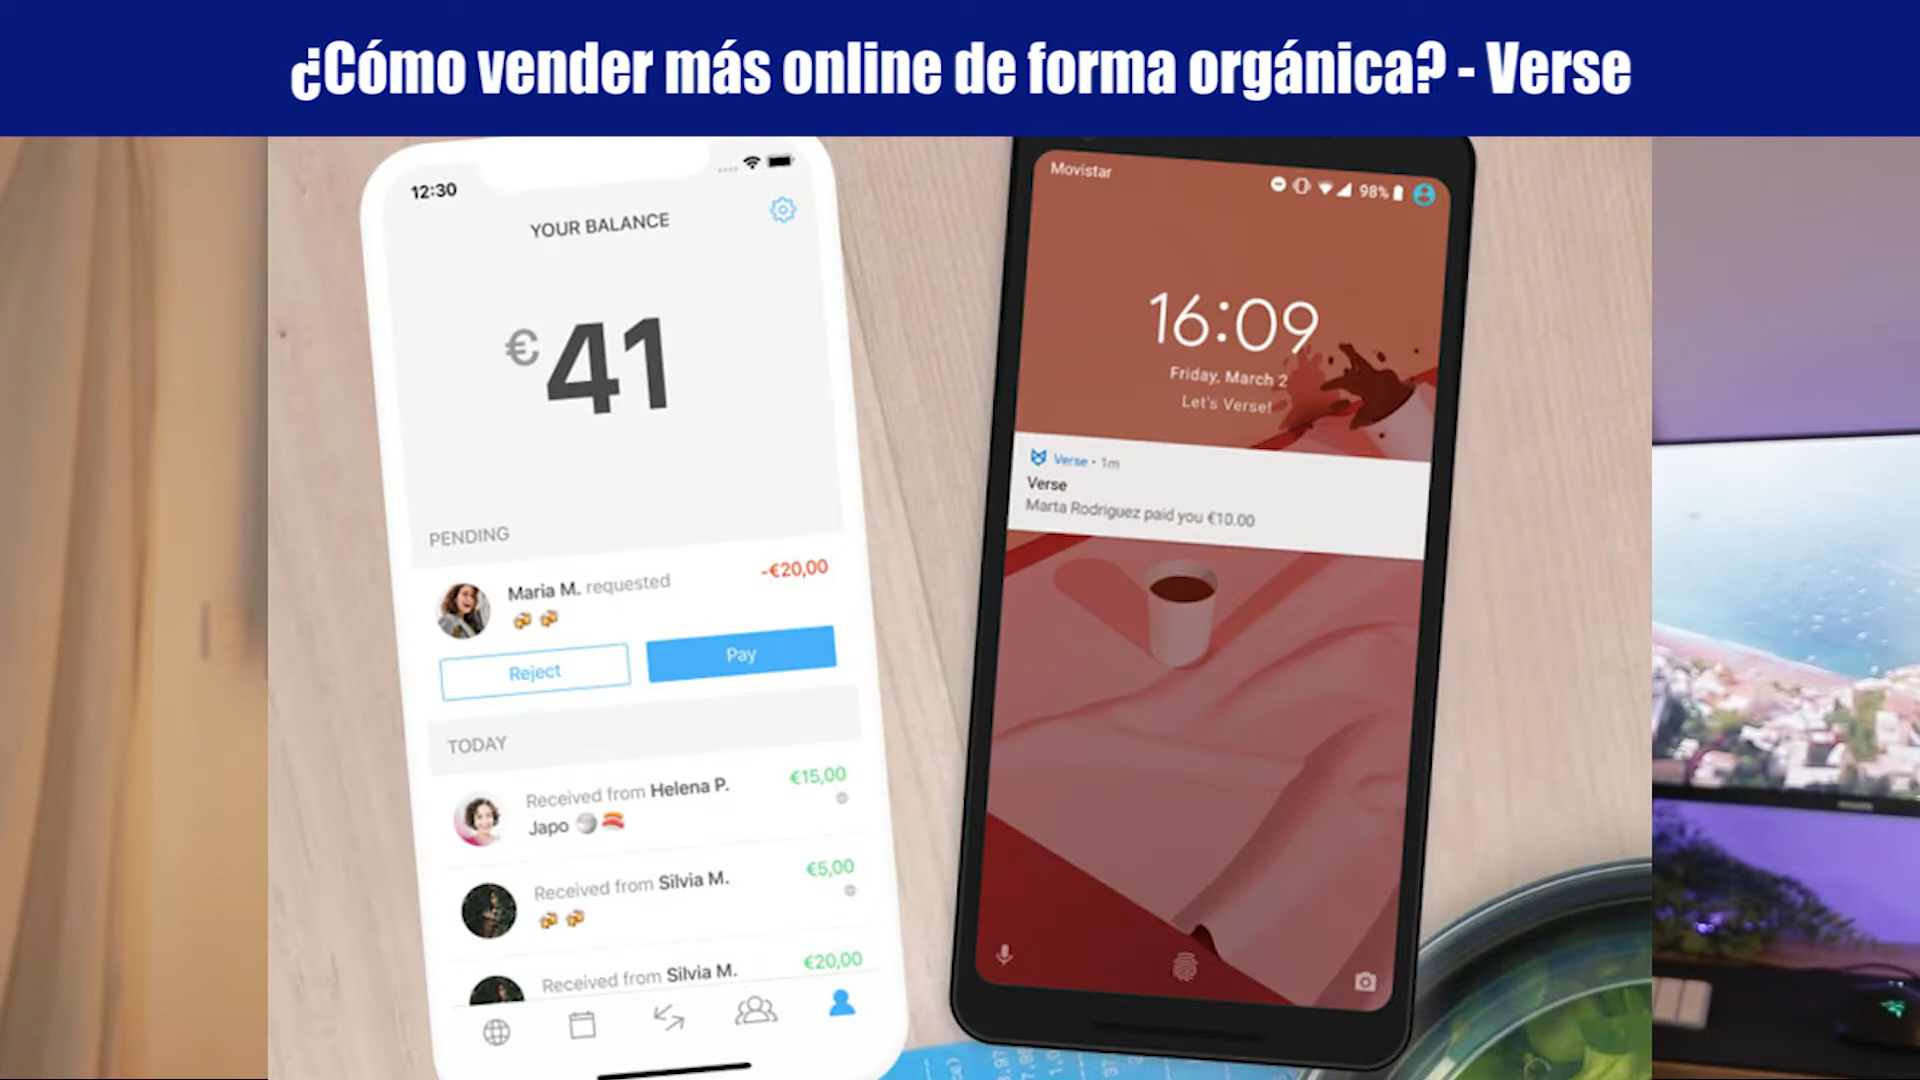 ¿Cómo vender más online de forma orgánica? - Verse
12:30
YOUR BALANCE
€41
PENDING
Maria M. requested
-€20,00
Reject
Pay
TODAY
Received from Helena P.
€15,00
Japo
Received from Silvia M.
€5,00
Received from Silvia M.
€20,00
Movistar
98%
16:09
Friday, March 2
Let's Verse!
Verse • 1m
Verse
Marta Rodriguez paid you €10.00